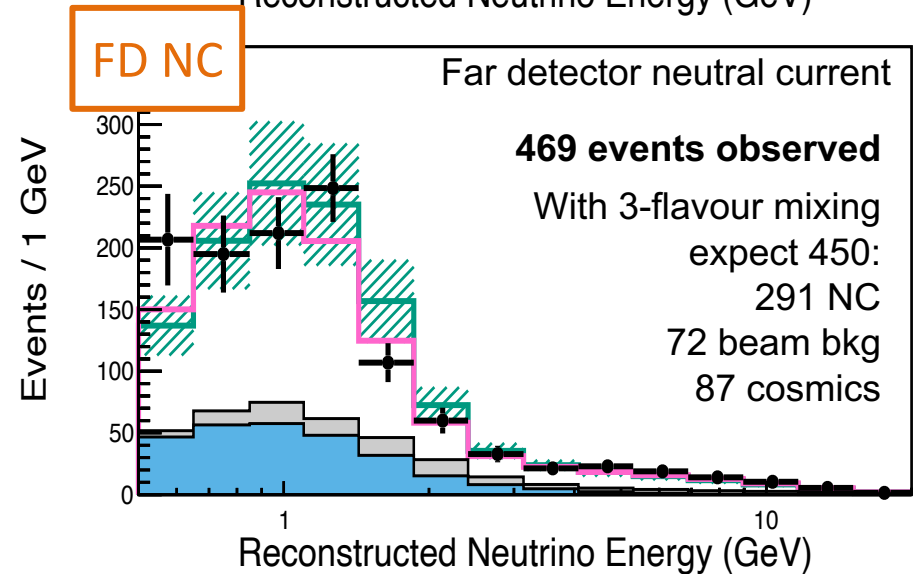 Reconstructed Neutrino Energy (GeV)
FD NC
Far detector neutral current
469 events observed
With 3-flavour mixing
expect 450:
291 NC
72 beam bkg
87 cosmics
Events / 1 GeV
300
250
200
150
100
50
0
1
10
Reconstructed Neutrino Energy (GeV)